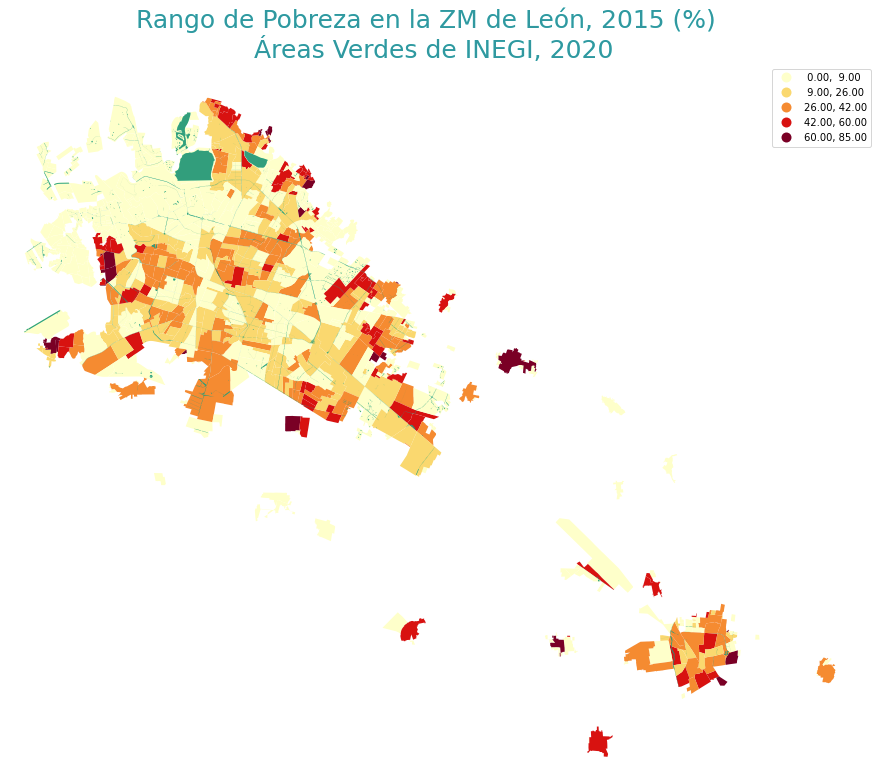 Rango de Pobreza en la ZM de León, 2015 (%)
Áreas Verdes de INEGI, 2020
0.00, 9.00
9.00, 26.00
26.00, 42.00
42.00, 60.00
60.00, 85.00